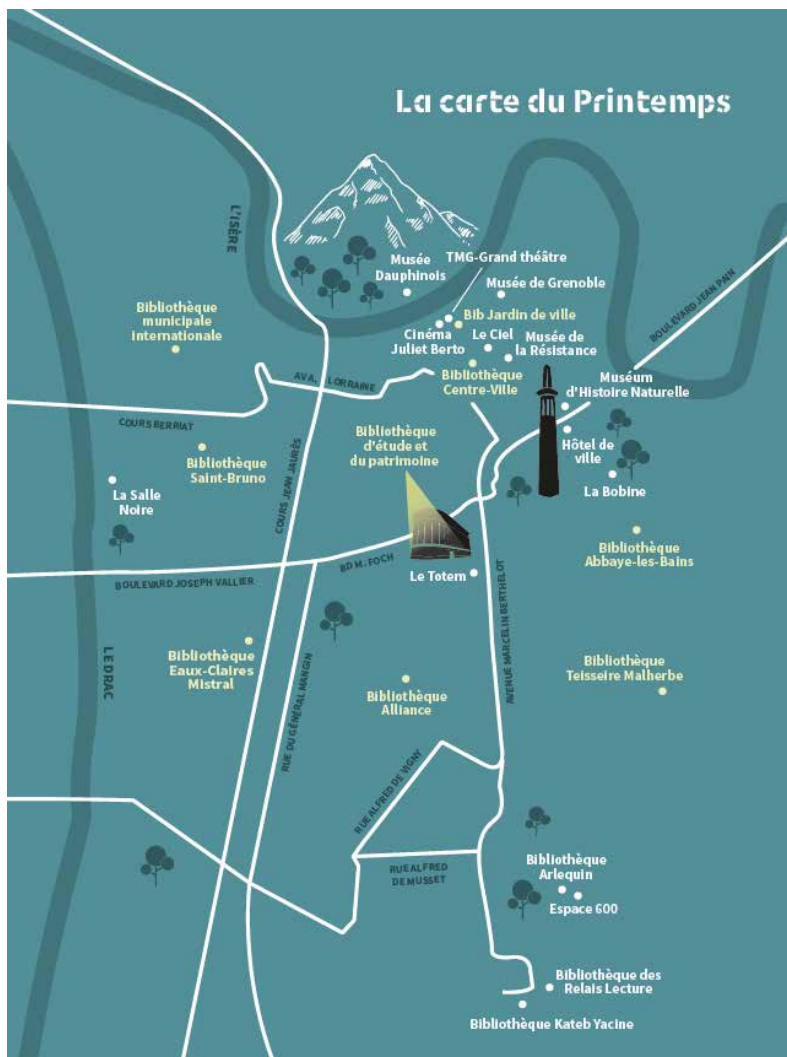 La carte du Printemps
L'ISÈRE
TMG-Grand théâtre
Musée
Dauphinois
Musée de Grenoble
Bibliothèque
municipale
internationale
Bib Jardin de ville
Cinéma
Juliet Berto
Le Ciel
Musée de
la Résistance
BOULEVARD JEAN PAIN
Bibliothèque
Centre-Ville
AV A. LORRAINE
Muséum
d'Histoire Naturelle
COURS BERRIAT
Bibliothèque
Saint-Bruno
COURS JEAN JAURÈS
Bibliothèque
d'étude et
du patrimoine
Hôtel de
ville
La Salle
Noire
La Bobine
Bibliothèque
Abbaye-les-Bains
BOULEVARD JOSEPH VALLIER
BD M. FOCH
Le Totem
AVENUE MARCELIN BERTHELOT
LE DRAC
Bibliothèque
Eaux-Claires
Mistral
RUE DU GÉNÉRAL MANGIN
Bibliothèque
Alliance
Bibliothèque
Teisseire Malherbe
RUE ALFRED DE VIGNY
RUE ALFRED
DE MUSSET
Bibliothèque
Arlequin
Espace 600
Bibliothèque des
Relais Lecture
Bibliothèque Kateb Yacine